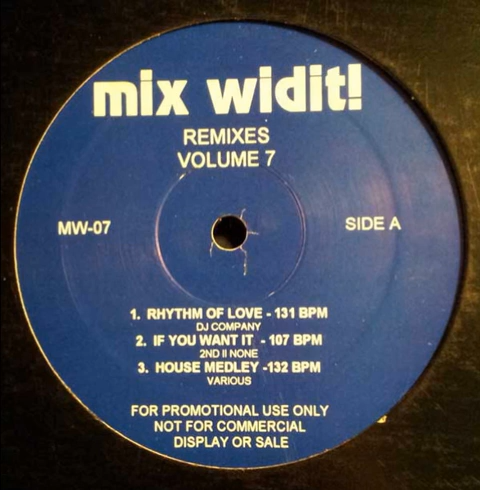 mix widit!
REMIXES
VOLUME 7
MW-07
SIDE A
1. RHYTHM OF LOVE - 131 BPM
DJ COMPANY
2. IF YOU WANT IT - 107 BPM
2ND II NONE
3. HOUSE MEDLEY -132 BPM
VARIOUS
FOR PROMOTIONAL USE ONLY
NOT FOR COMMERCIAL
DISPLAY OR SALE